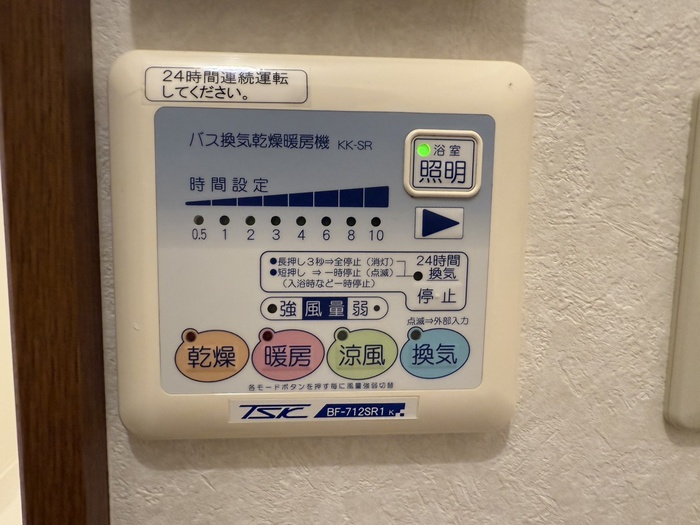 24時間連続運転
してください。
バス換気乾燥暖房機 KK-SR
浴室
照明
時間設定
0.5 1 2 3 4 6 8 10
●長押し3秒⇒全停止(消灯)
●短押し ⇒一時停止(点滅)
(入浴時など一時停止)
24時間
換気
停止
強 風量 弱
点滅⇒外部入力
乾燥 暖房 涼風 換気
各モードボタンを押す毎に風量強弱切替
TSK BF-712SR1 K